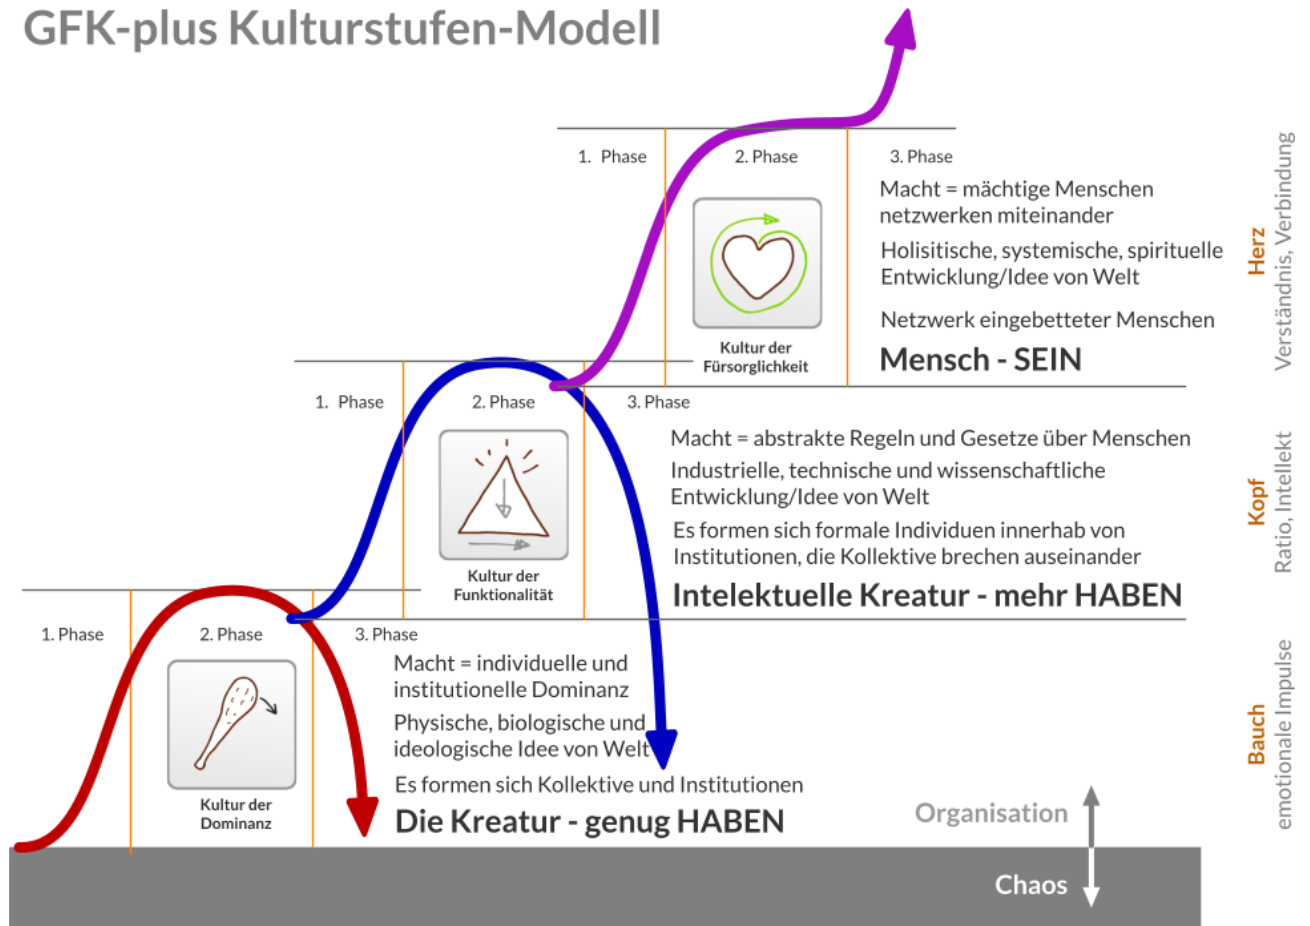 GFK-plus Kulturstufen-Modell
1. Phase
2. Phase
3. Phase
Macht = mächtige Menschen
netzwerken miteinander
Holisitische, systemische, spirituelle
Entwicklung/Idee von Welt
Netzwerk eingebetteter Menschen
Mensch - SEIN
Kultur der
Fürsorglichkeit
Herz
Verständnis, Verbindung
1. Phase
2. Phase
3. Phase
Macht = abstrakte Regeln und Gesetze über Menschen
Industrielle, technische und wissenschaftliche
Entwicklung/Idee von Welt
Es formen sich formale Individuen innerhab von
Institutionen, die Kollektive brechen auseinander
Intelektuelle Kreatur - mehr HABEN
Kultur der
Funktionalität
Kopf
Ratio, Intellekt
1. Phase
2. Phase
3. Phase
Macht = individuelle und
institutionelle Dominanz
Physische, biologische und
ideologische Idee von Welt
Es formen sich Kollektive und Institutionen
Die Kreatur - genug HABEN
Kultur der
Dominanz
Bauch
emotionale Impulse
Organisation
Chaos